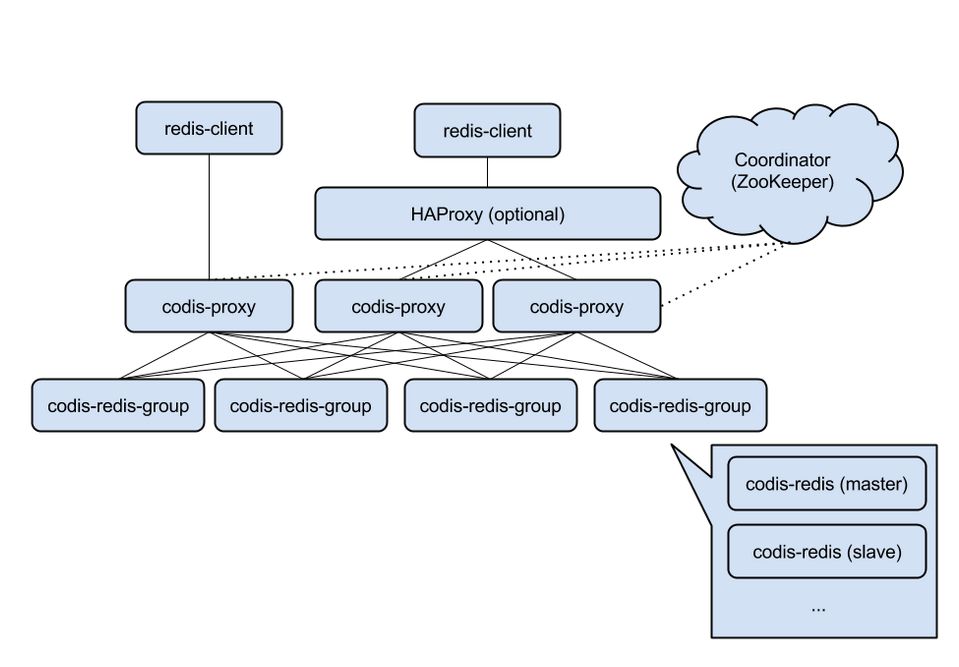 redis-client
redis-client
Coordinator
(ZooKeeper)
HAProxy (optional)
codis-proxy
codis-proxy
codis-proxy
codis-redis-group
codis-redis-group
codis-redis-group
codis-redis-group
codis-redis (master)
codis-redis (slave)
...